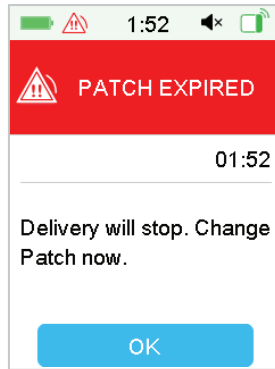 1:52
PATCH EXPIRED
01:52
Delivery will stop. Change
Patch now.
OK